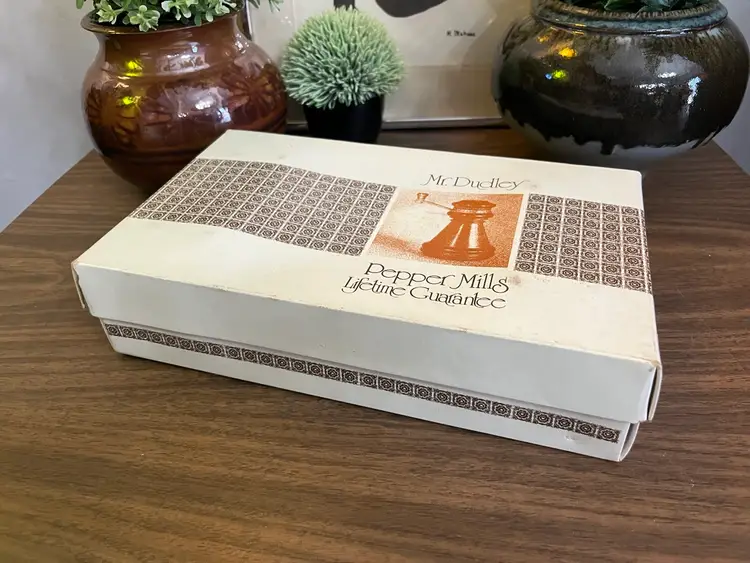 Mr. Dudley
Pepper Mills
Lifetime Guarantee